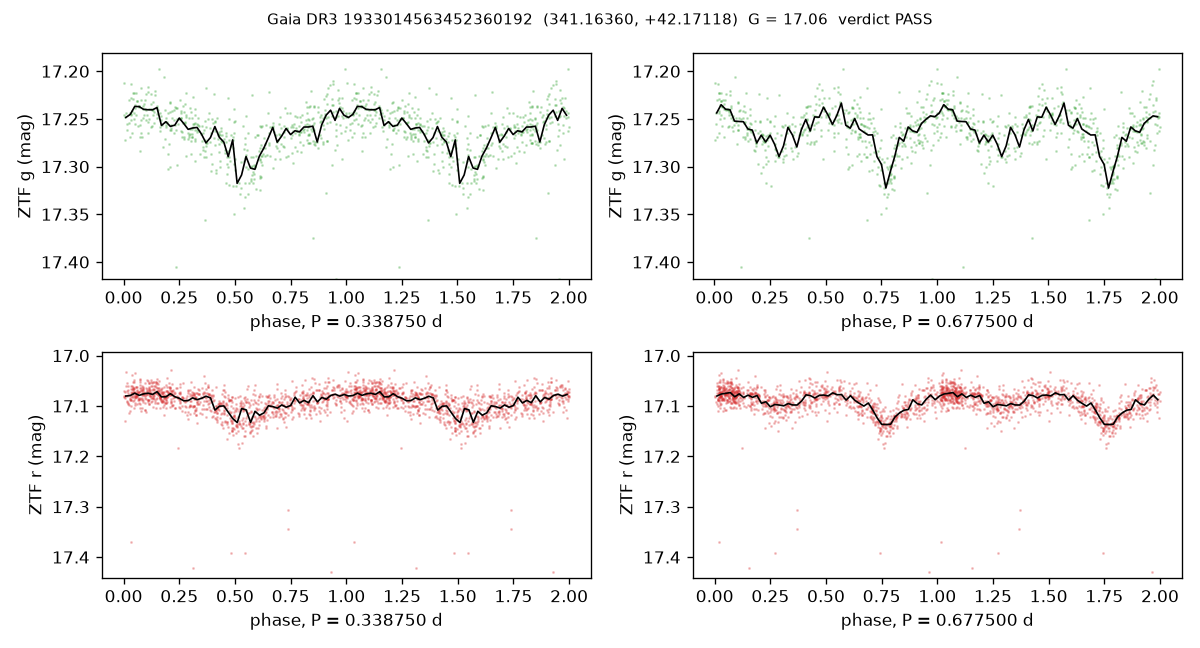 Gaia DR3 1933014563452360192  (341.16360, +42.17118)  G = 17.06  verdict PASS
ZTF g (mag)
17.20
17.25
17.30
17.35
17.40
0.00 0.25 0.50 0.75 1.00 1.25 1.50 1.75 2.00
phase, P = 0.338750 d
ZTF g (mag)
17.20
17.25
17.30
17.35
17.40
0.00 0.25 0.50 0.75 1.00 1.25 1.50 1.75 2.00
phase, P = 0.677500 d
ZTF r (mag)
17.0
17.1
17.2
17.3
17.4
0.00 0.25 0.50 0.75 1.00 1.25 1.50 1.75 2.00
phase, P = 0.338750 d
ZTF r (mag)
17.0
17.1
17.2
17.3
17.4
0.00 0.25 0.50 0.75 1.00 1.25 1.50 1.75 2.00
phase, P = 0.677500 d